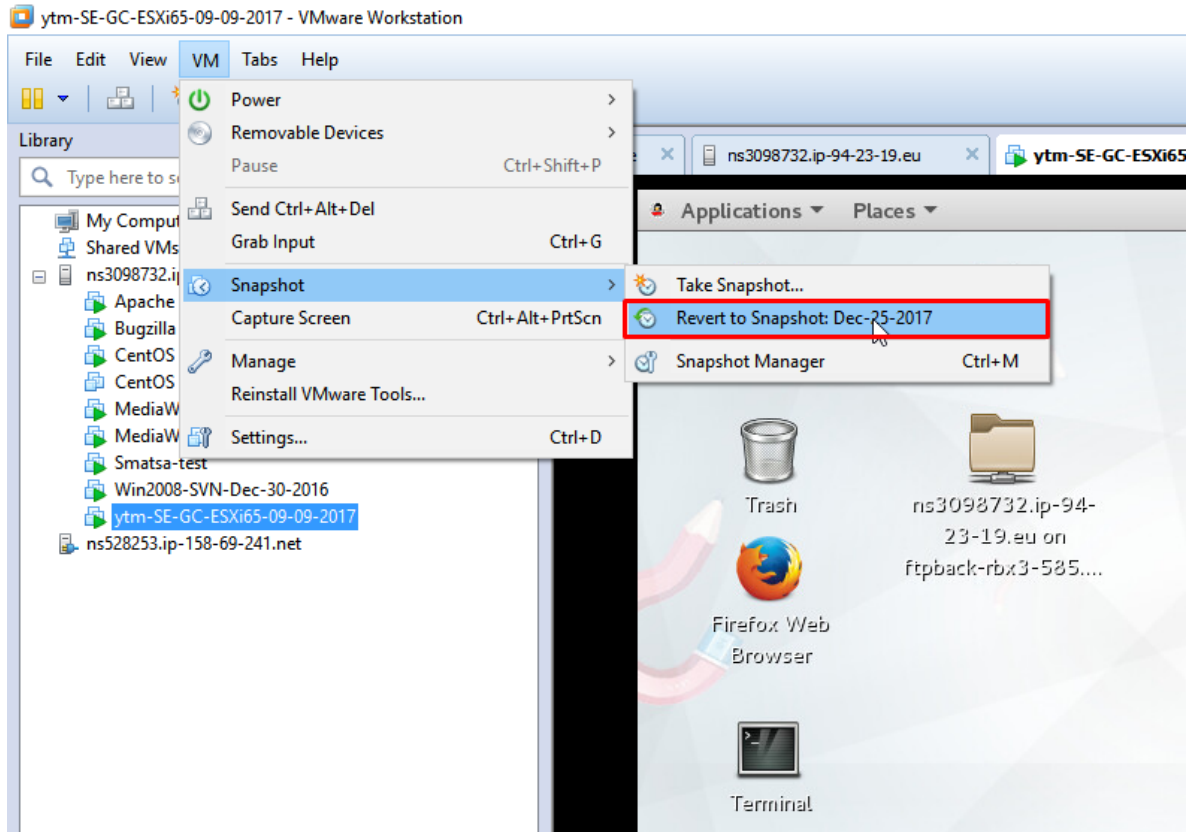 ytm-SE-GC-ESXi65-09-09-2017 - VMware Workstation
File Edit View VM Tabs Help
Library
Type here to s
My Comput
Shared VMs
ns3098732.i
Apache
Bugzilla
CentOS
CentOS
MediaW
MediaW
Smatsa-test
Win2008-SVN-Dec-30-2016
ytm-SE-GC-ESXi65-09-09-2017
ns528253.ip-158-69-241.net
Power
Removable Devices
Pause Ctrl+Shift+P
Send Ctrl+Alt+Del
Grab Input Ctrl+G
Snapshot
Capture Screen Ctrl+Alt+PrtScn
Manage
Reinstall VMware Tools...
Settings... Ctrl+D
Take Snapshot...
Revert to Snapshot: Dec-25-2017
Snapshot Manager Ctrl+M
ns3098732.ip-94-23-19.eu
ytm-SE-GC-ESXi65
Applications Places
Trash
ns3098732.ip-94-
23-19.eu on
ftpback-rbx3-585....
Firefox Web
Browser
Terminal